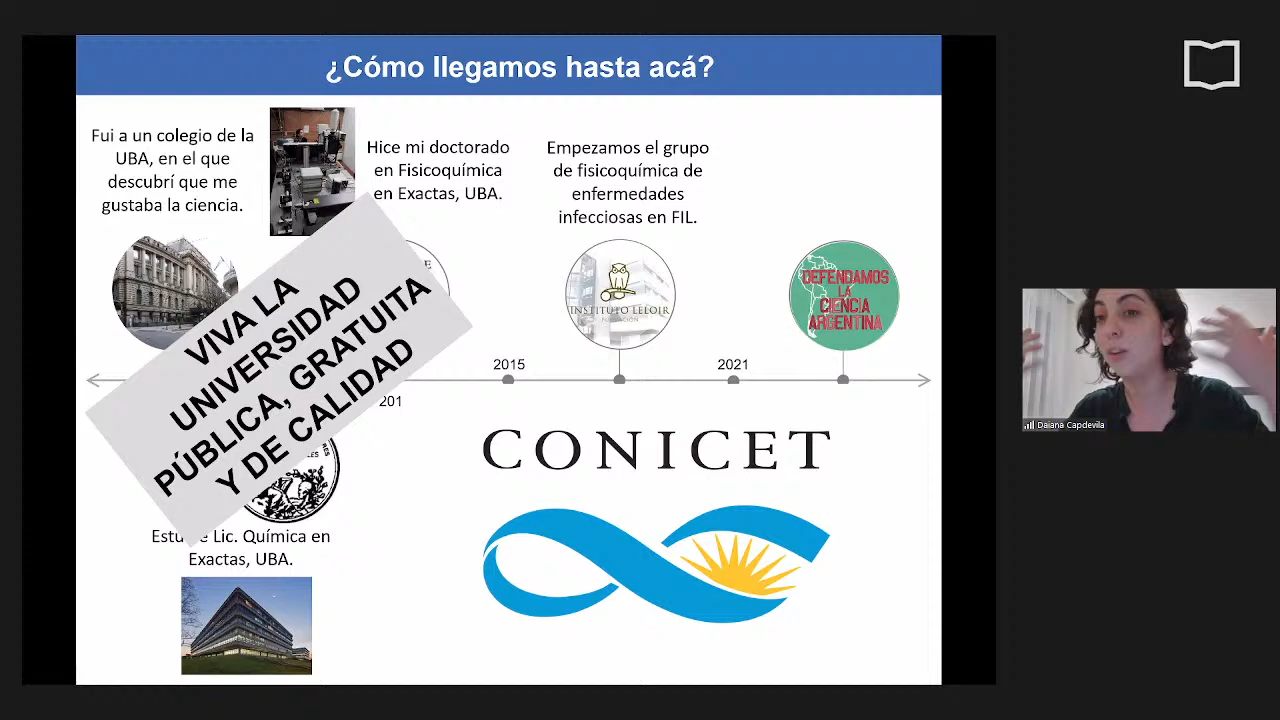 ¿Cómo llegamos hasta acá?
Fui a un colegio de la
UBA, en el que
descubrí que me
gustaba la ciencia.
Hice mi doctorado
en Fisicoquímica
en Exactas, UBA.
Empezamos el grupo
de fisicoquímica de
enfermedades
infecciosas en FIL.
VIVA LA
UNIVERSIDAD
PÚBLICA, GRATUITA
Y DE CALIDAD
INSTITUTO LELOIR
FUNDACIÓN
DEFENDAMOS
LA
CIENCIA
ARGENTINA
2015
2021
201
CONICET
Lic. Química en
Exactas, UBA.
Daiana Capdevila